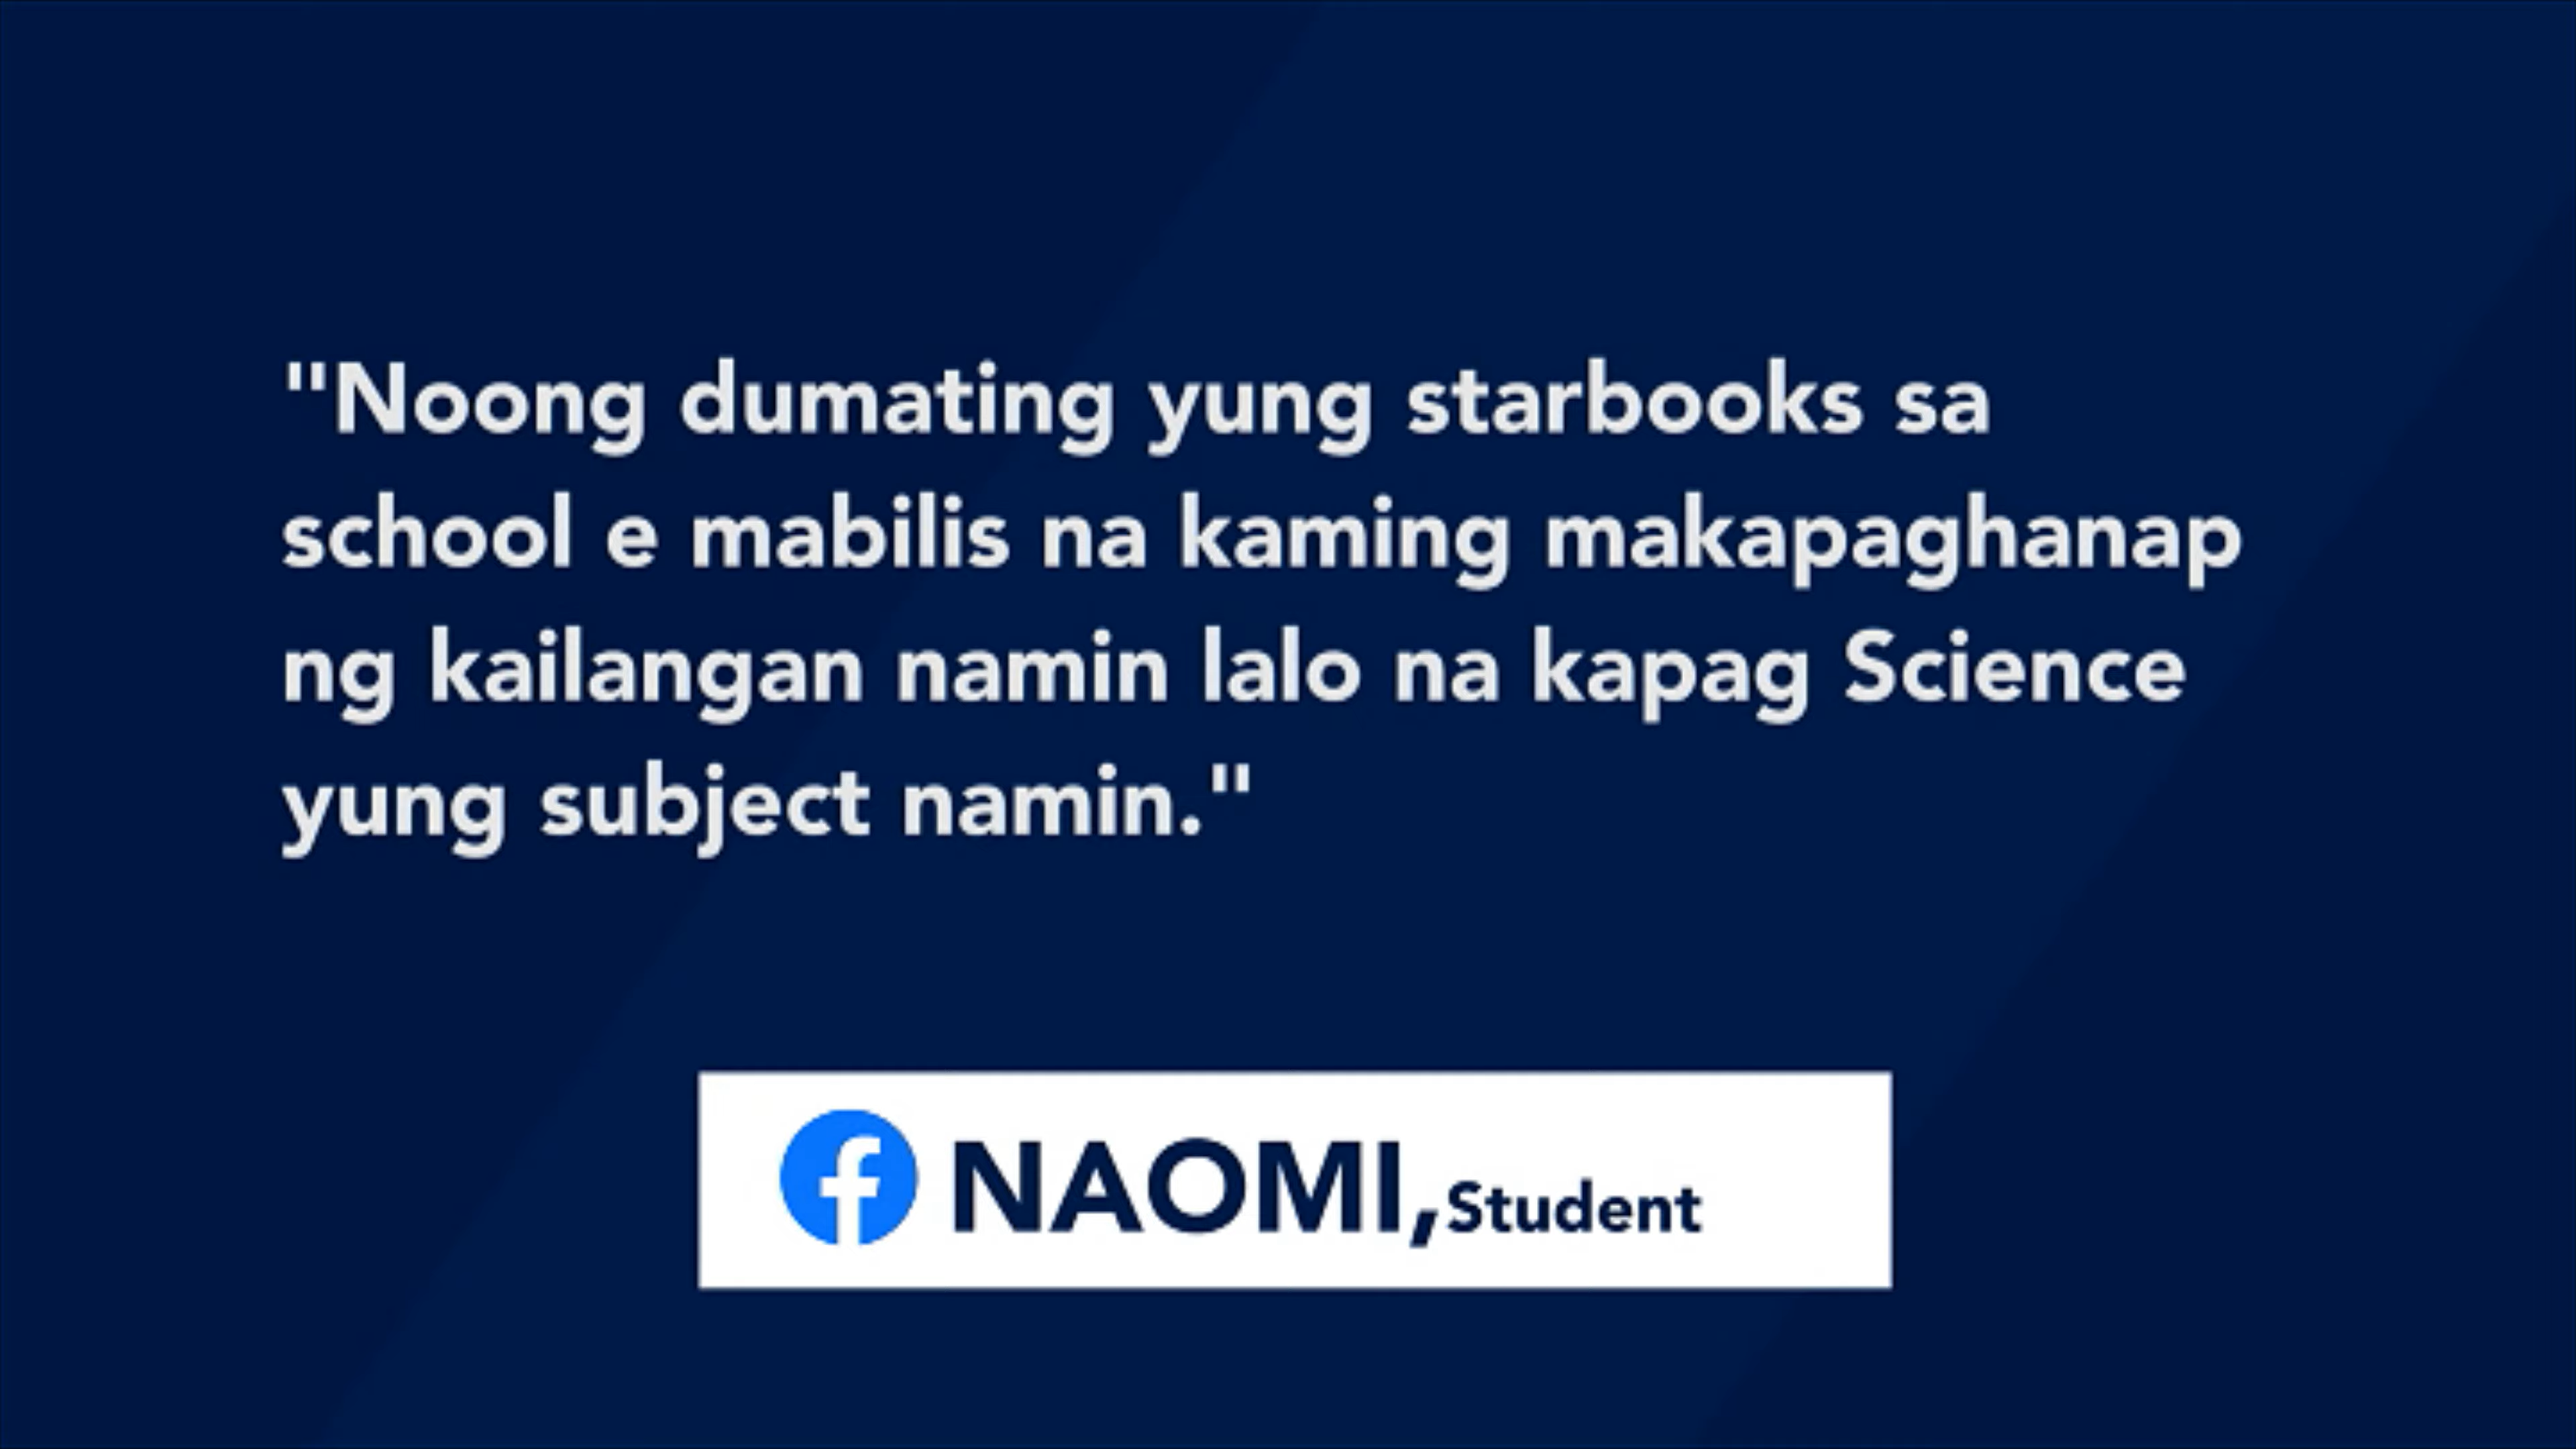 "Noong dumating yung starbooks sa
school e mabilis na kaming makapaghanap
ng kailangan namin lalo na kapag Science
yung subject namin."
NAOMI,Student